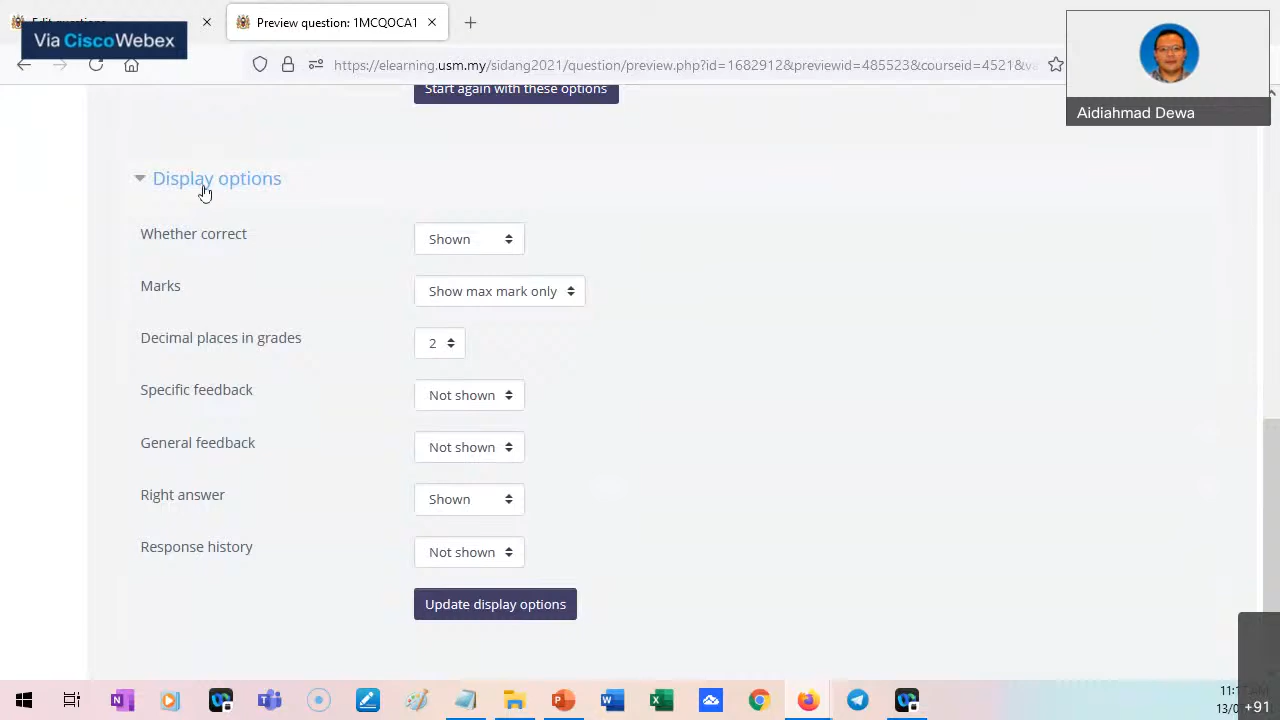 Edit questions
Preview question: 1MCQOCA1
Via CiscoWebex
https://elearning.usm.my/sidang2021/question/preview.php?id=1682912&previewid=485523&courseid=4521&
Aidiahmad Dewa
Start again with these options
Display options
Whether correct
Shown
Marks
Show max mark only
Decimal places in grades
2
Specific feedback
Not shown
General feedback
Not shown
Right answer
Shown
Response history
Not shown
Update display options
+91